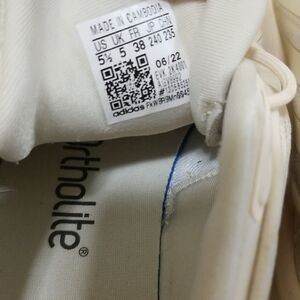 MADE IN CAMBODIA
US UK FR JP CHN
5½ 5 38 240 235
06/22
adidas
ortholite®